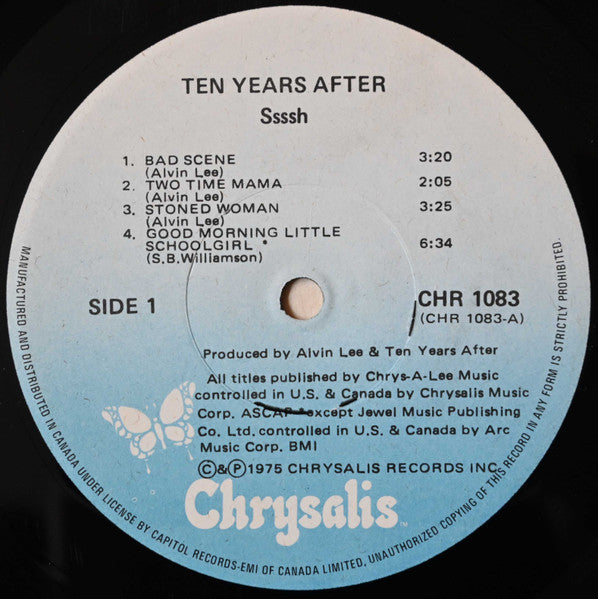 TEN YEARS AFTER
Ssssh
1. BAD SCENE 3:20
(Alvin Lee)
2. TWO TIME MAMA 2:05
(Alvin Lee)
3. STONED WOMAN 3:25
(Alvin Lee)
4. GOOD MORNING LITTLE
SCHOOLGIRL * 6:34
(S.B.Williamson)
SIDE 1
CHR 1083
(CHR 1083-A)
Produced by Alvin Lee & Ten Years After
All titles published by Chrys-A-Lee Music
controlled in U.S. & Canada by Chrysalis Music
Corp. ASCAP *except Jewel Music Publishing
Co. Ltd. controlled in U.S. & Canada by Arc
Music Corp. BMI
©&℗1975 CHRYSALIS RECORDS INC.
Chrysalis™
MANUFACTURED AND DISTRIBUTED IN CANADA UNDER LICENSE BY CAPITOL RECORDS-EMI OF CANADA LIMITED. UNAUTHORIZED COPYING OF THIS RECORD IN ANY FORM IS STRICTLY PROHIBITED.